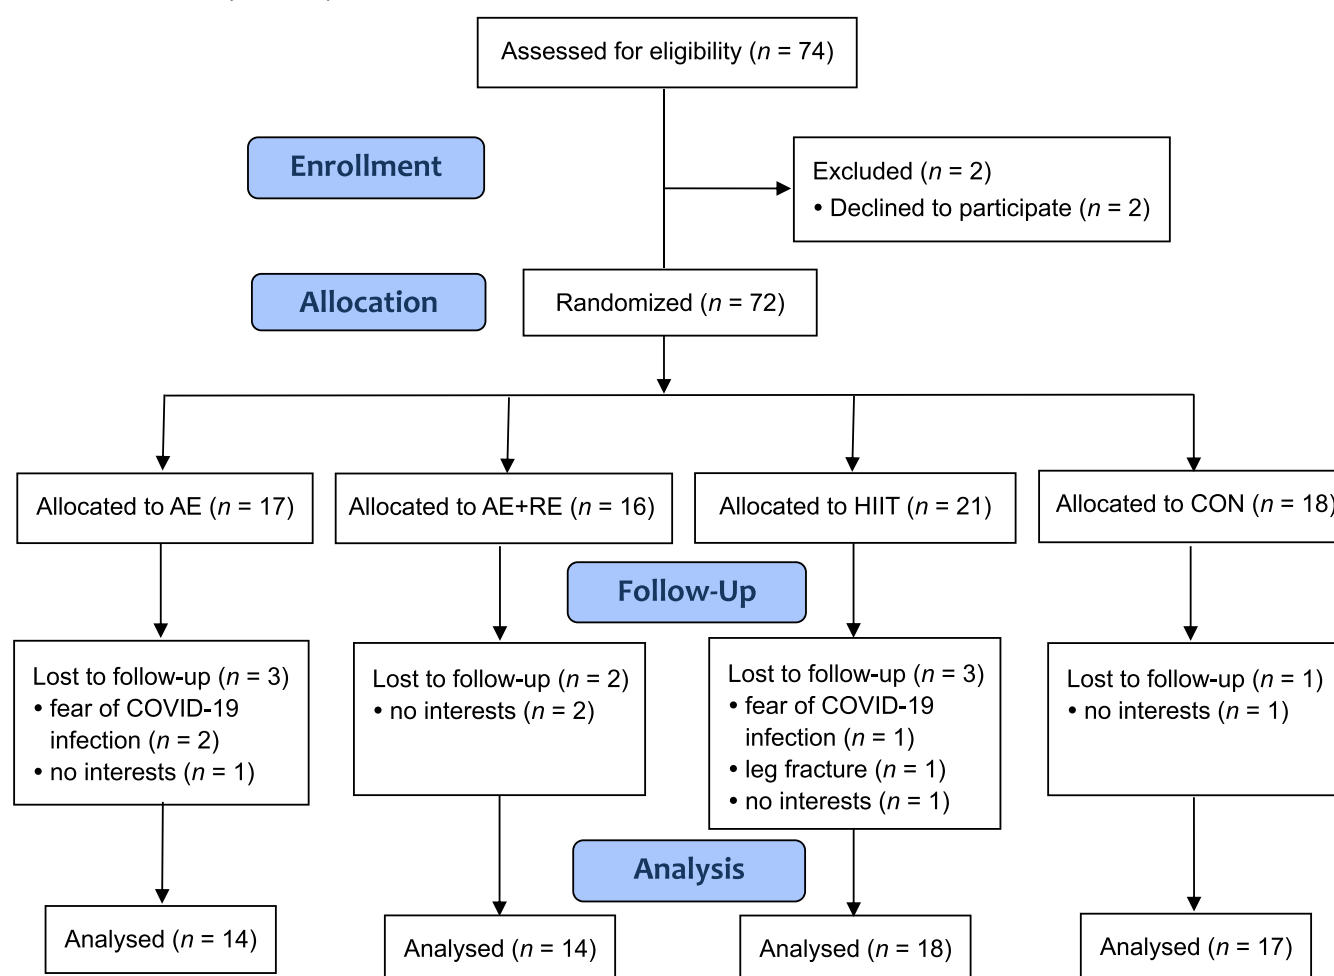 Assessed for eligibility (n = 74)
Enrollment
Excluded (n = 2)
• Declined to participate (n = 2)
Allocation
Randomized (n = 72)
Allocated to AE (n = 17)
Allocated to AE+RE (n = 16)
Allocated to HIIT (n = 21)
Allocated to CON (n = 18)
Follow-Up
Lost to follow-up (n = 3)
• fear of COVID-19
infection (n = 2)
• no interests (n = 1)
Lost to follow-up (n = 2)
• no interests (n = 2)
Lost to follow-up (n = 3)
• fear of COVID-19
infection (n = 1)
• leg fracture (n = 1)
• no interests (n = 1)
Lost to follow-up (n = 1)
• no interests (n = 1)
Analysis
Analysed (n = 14)
Analysed (n = 14)
Analysed (n = 18)
Analysed (n = 17)